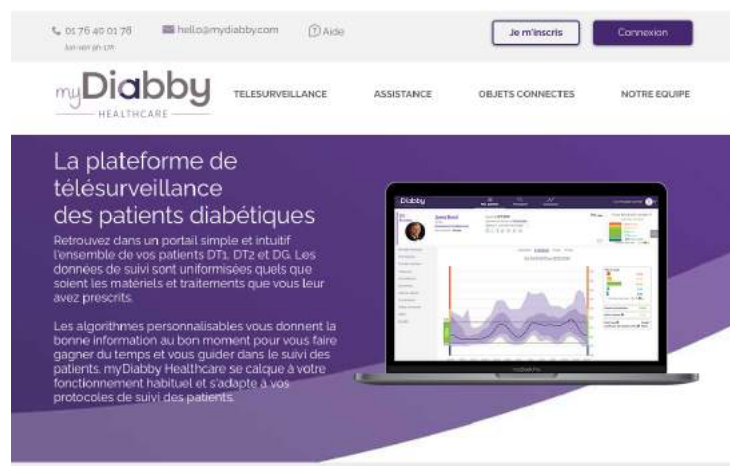 01 76 40 01 76
hello@mydiabby.com
Aide
Je m'inscris
Connexion
lun-ven 9h-17h
myDiabby
HEALTHCARE
TELESURVEILLANCE
ASSISTANCE
OBJETS CONNECTES
NOTRE EQUIPE
La plateforme de
télésurveillance
des patients diabétiques
Retrouvez dans un portail simple et intuitif
l'ensemble de vos patients DT1, DT2 et DG. Les
données de suivi sont uniformisées quels que
soient les matériels et traitements que vous leur
avez prescrits.
Les algorithmes personnalisables vous donnent la
bonne information au bon moment pour vous faire
gagner du temps et vous guider dans le suivi des
patients. myDiabby Healthcare se calque à votre
fonctionnement habituel et s'adapte à vos
protocoles de suivi des patients.
Diabby